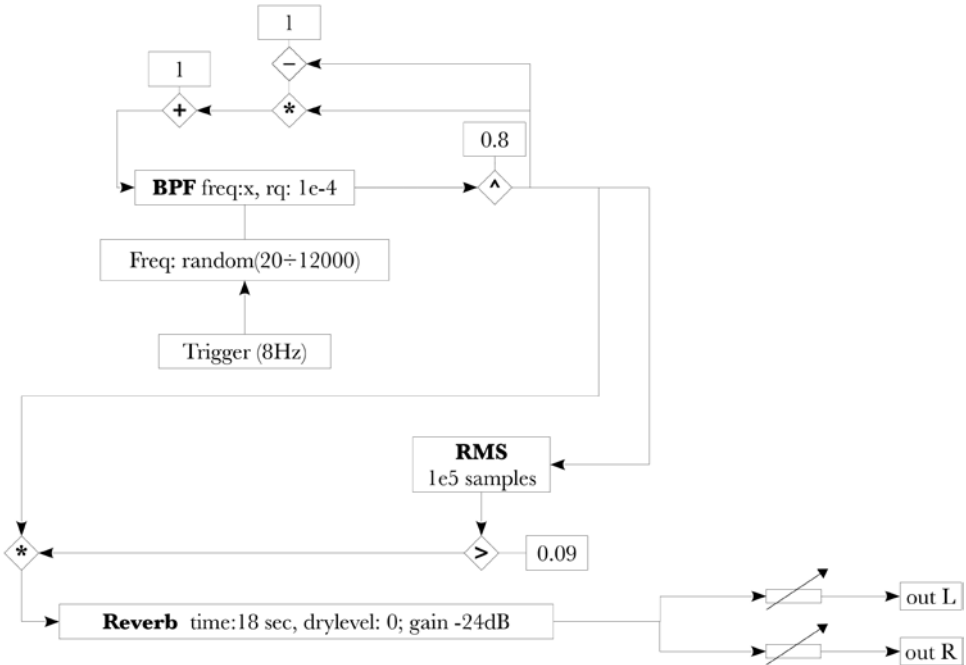 1
1
−
+
*
0.8
^
BPF freq:x, rq: 1e-4
Freq: random(20÷12000)
Trigger (8Hz)
RMS
1e5 samples
*
>
0.09
Reverb time:18 sec, drylevel: 0; gain -24dB
out L
out R